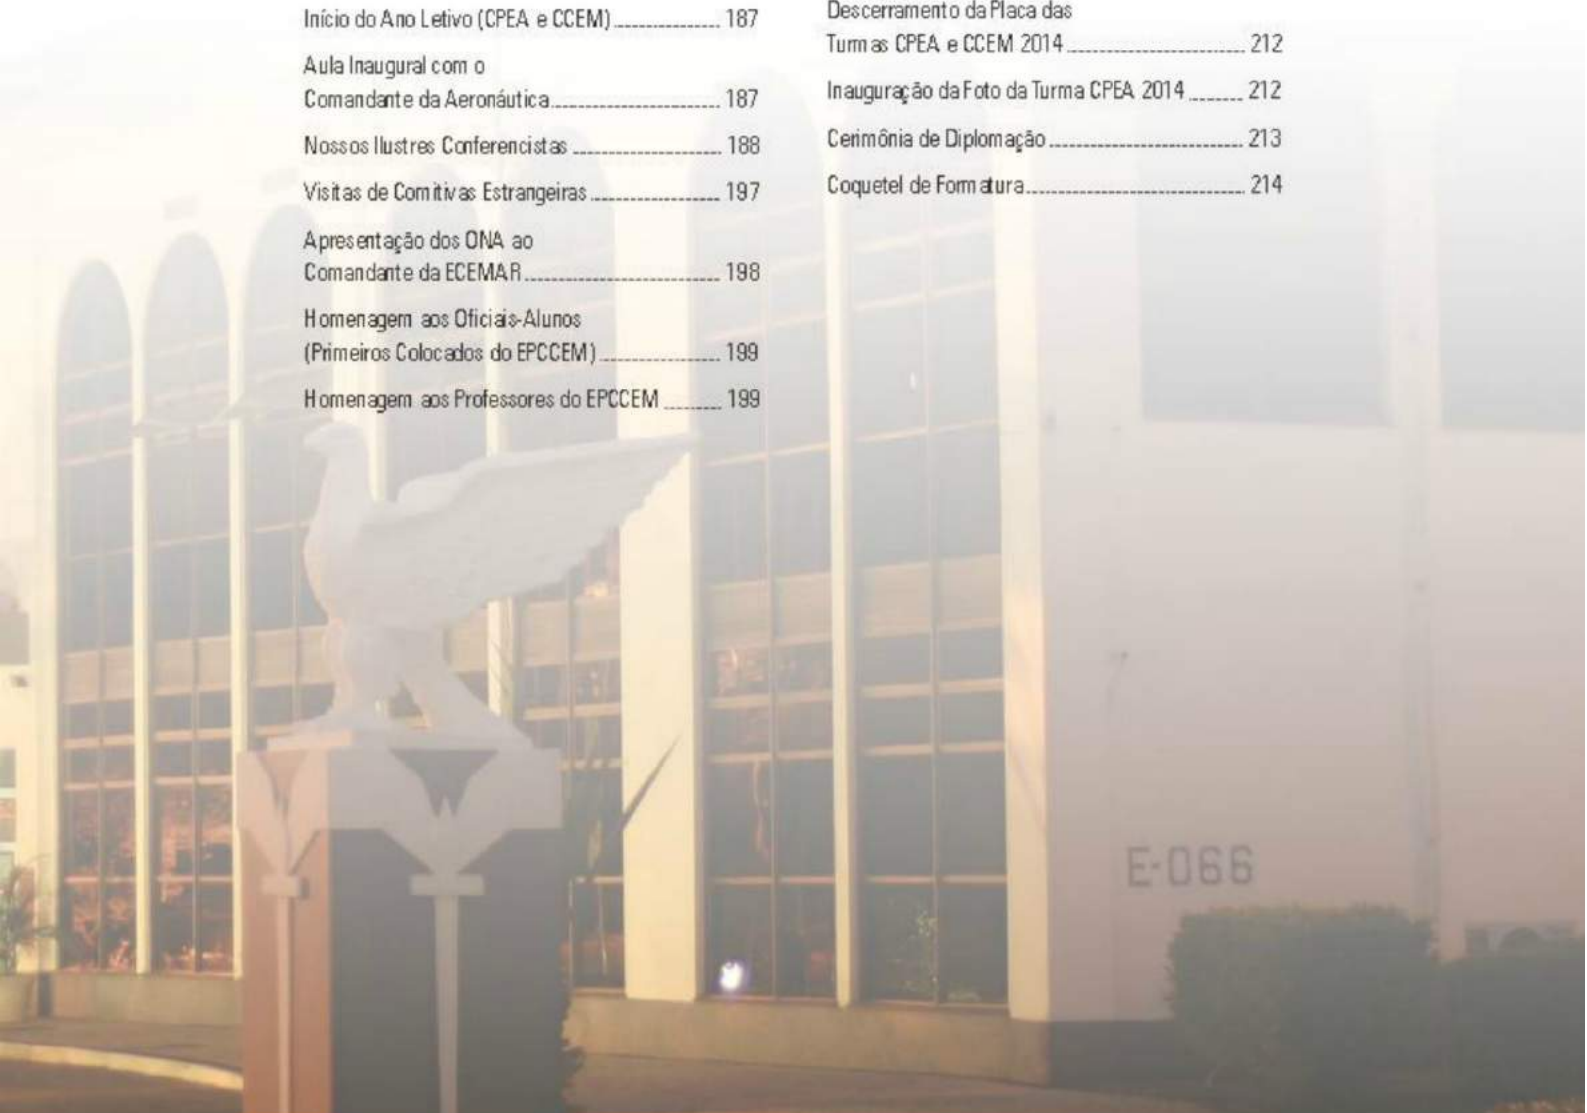 Início do Ano Letivo (CPEA e CCEM) 187
Aula Inaugural com o
Comandante da Aeronáutica 187
Nossos Ilustres Conferencistas 188
Visitas de Comitivas Estrangeiras 197
Apresentação dos ONA ao
Comandante da ECEMAR 198
Homenagem aos Oficiais-Alunos
(Primeiros Colocados do EPCCEM) 199
Homenagem aos Professores do EPCCEM 199
Descerramento da Placa das
Turmas CPEA e CCEM 2014 212
Inauguração da Foto da Turma CPEA 2014 212
Cerimônia de Diplomação 213
Coquetel de Formatura 214
E-066